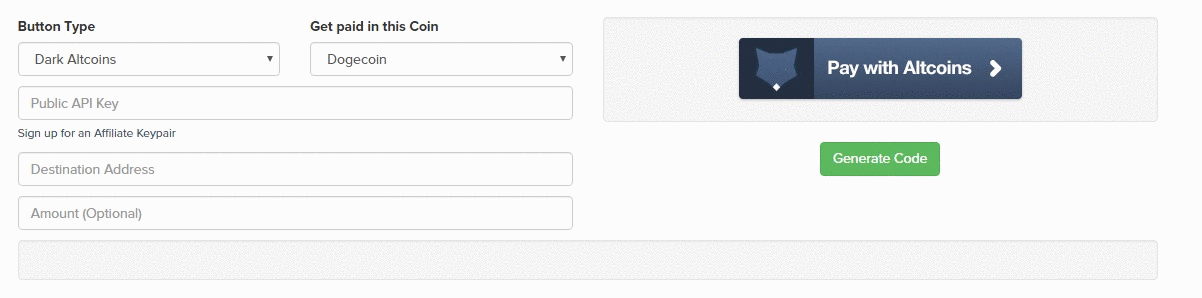 Button Type
Get paid in this Coin
Dark Altcoins
Dogecoin
Public API Key
Sign up for an Affiliate Keypair
Destination Address
Amount (Optional)
Pay with Altcoins
Generate Code